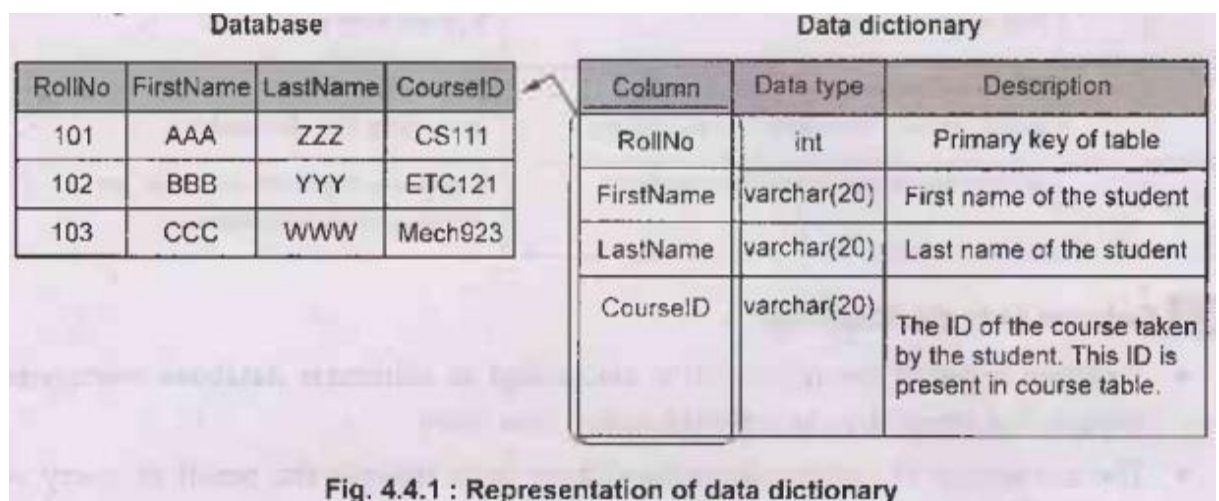 Database
RollNo FirstName LastName CourseID
101 AAA ZZZ CS111
102 BBB YYY ETC121
103 CCC WWW Mech923
Data dictionary
Column Data type Description
RollNo int Primary key of table
FirstName varchar(20) First name of the student
LastName varchar(20) Last name of the student
CourseID varchar(20) The ID of the course taken
by the student. This ID is
present in course table.
Fig. 4.4.1 : Representation of data dictionary